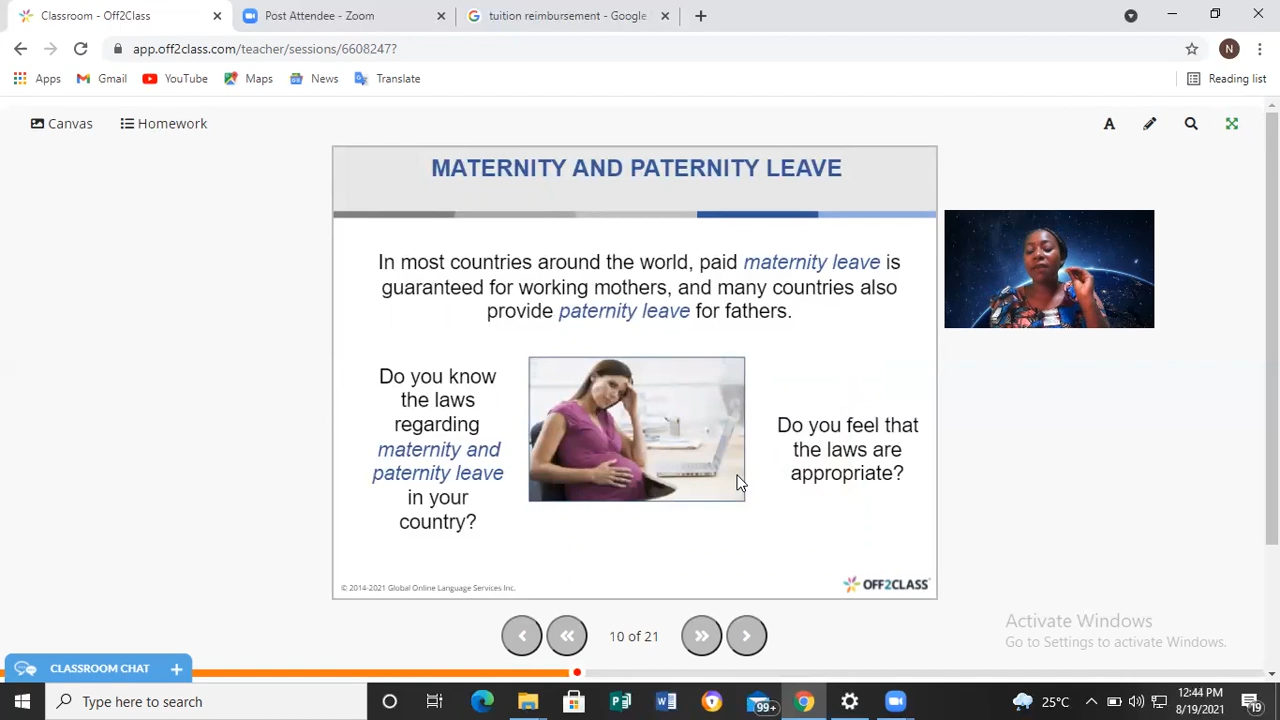 Classroom - Off2Class
Post Attendee - Zoom
tuition reimbursement - Google
app.off2class.com/teacher/sessions/6608247?
N
Apps
Gmail
YouTube
Maps
News
Translate
Reading list
Canvas
Homework
A
MATERNITY AND PATERNITY LEAVE
In most countries around the world, paid maternity leave is
guaranteed for working mothers, and many countries also
provide paternity leave for fathers.
Do you know
the laws
regarding
maternity and
paternity leave
in your
country?
Do you feel that
the laws are
appropriate?
© 2014-2021 Global Online Language Services Inc.
OFF2CLASS
10 of 21
Activate Windows
Go to Settings to activate Windows.
CLASSROOM CHAT
Type here to search
99+
25°C
12:44 PM
8/19/2021
19